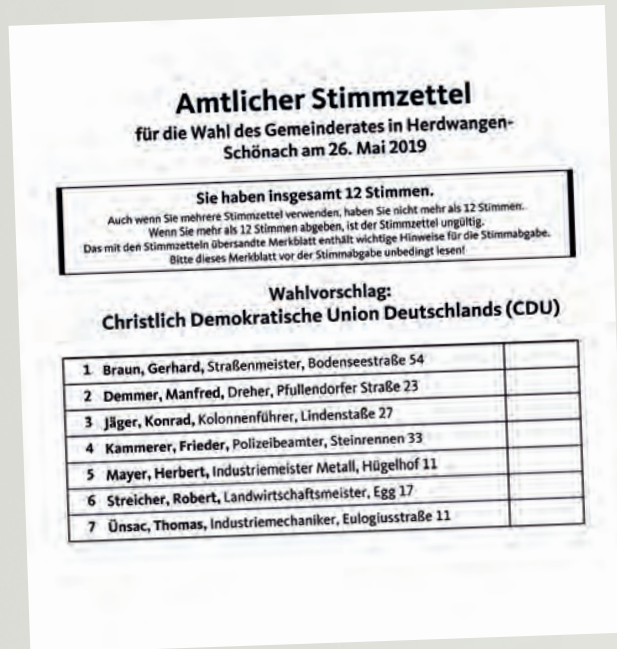 Amtlicher Stimmzettel
für die Wahl des Gemeinderates in Herdwangen-
Schönach am 26. Mai 2019
Sie haben insgesamt 12 Stimmen.
Auch wenn Sie mehrere Stimmzettel verwenden, haben Sie nicht mehr als 12 Stimmen.
Wenn Sie mehr als 12 Stimmen abgeben, ist der Stimmzettel ungültig.
Das mit den Stimmzetteln übersandte Merkblatt enthält wichtige Hinweise für die Stimmabgabe.
Bitte dieses Merkblatt vor der Stimmabgabe unbedingt lesen!
Wahlvorschlag:
Christlich Demokratische Union Deutschlands (CDU)
1 Braun, Gerhard, Straßenmeister, Bodenseestraße 54
2 Demmer, Manfred, Dreher, Pfullendorfer Straße 23
3 Jäger, Konrad, Kolonnenführer, Lindenstaße 27
4 Kammerer, Frieder, Polizeibeamter, Steinrennen 33
5 Mayer, Herbert, Industriemeister Metall, Hügelhof 11
6 Streicher, Robert, Landwirtschaftsmeister, Egg 17
7 Ünsac, Thomas, Industriemechaniker, Eulogiusstraße 11